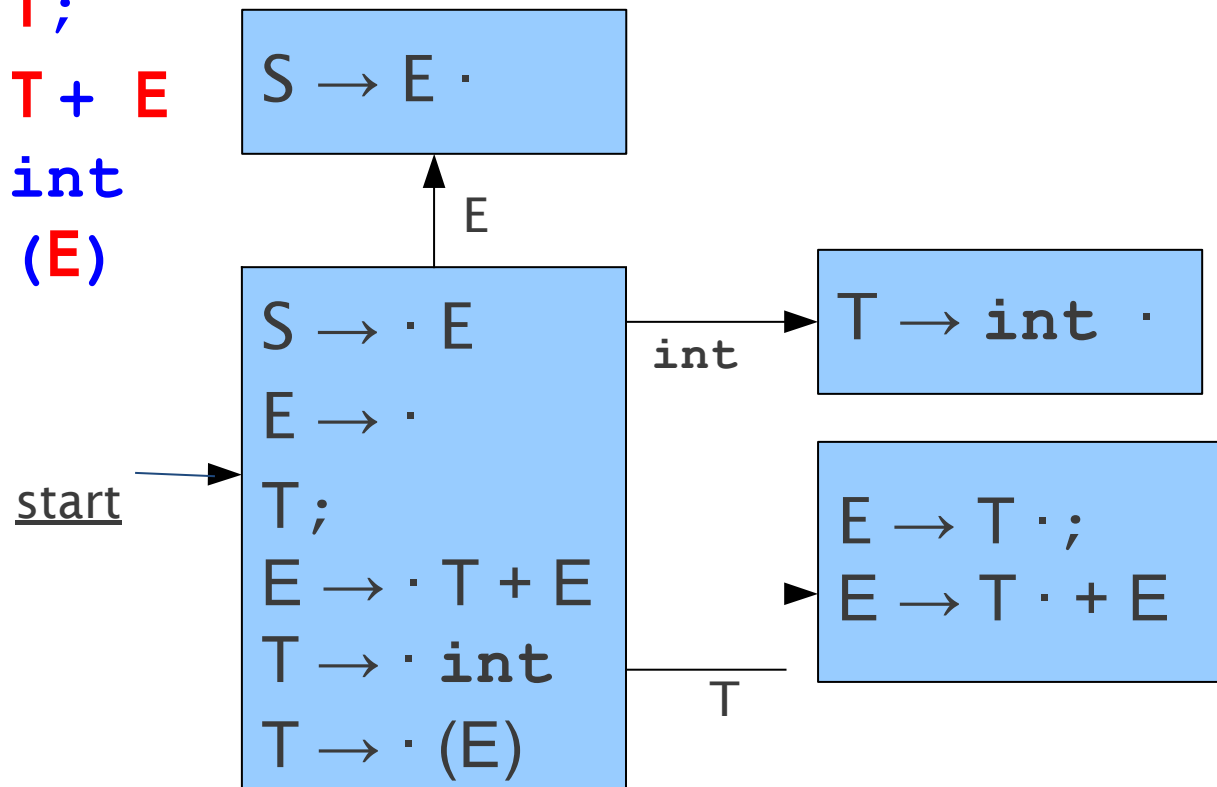 T;
T + E
int
(E)
S → E ·
E
S → · E
E → ·
T;
E → · T + E
T → · int
T → · (E)
start
int
T → int ·
T
E → T ·;
E → T · + E